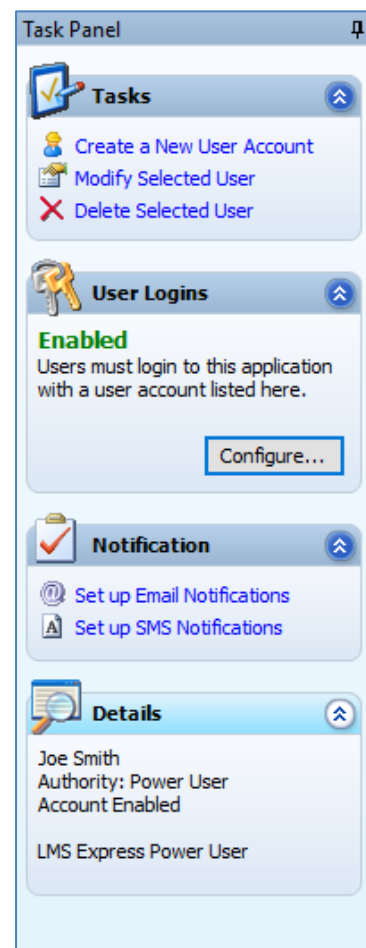 Task Panel
Tasks
Create a New User Account
Modify Selected User
Delete Selected User
User Logins
Enabled
Users must login to this application
with a user account listed here.
Configure...
Notification
Set up Email Notifications
Set up SMS Notifications
Details
Joe Smith
Authority: Power User
Account Enabled
LMS Express Power User